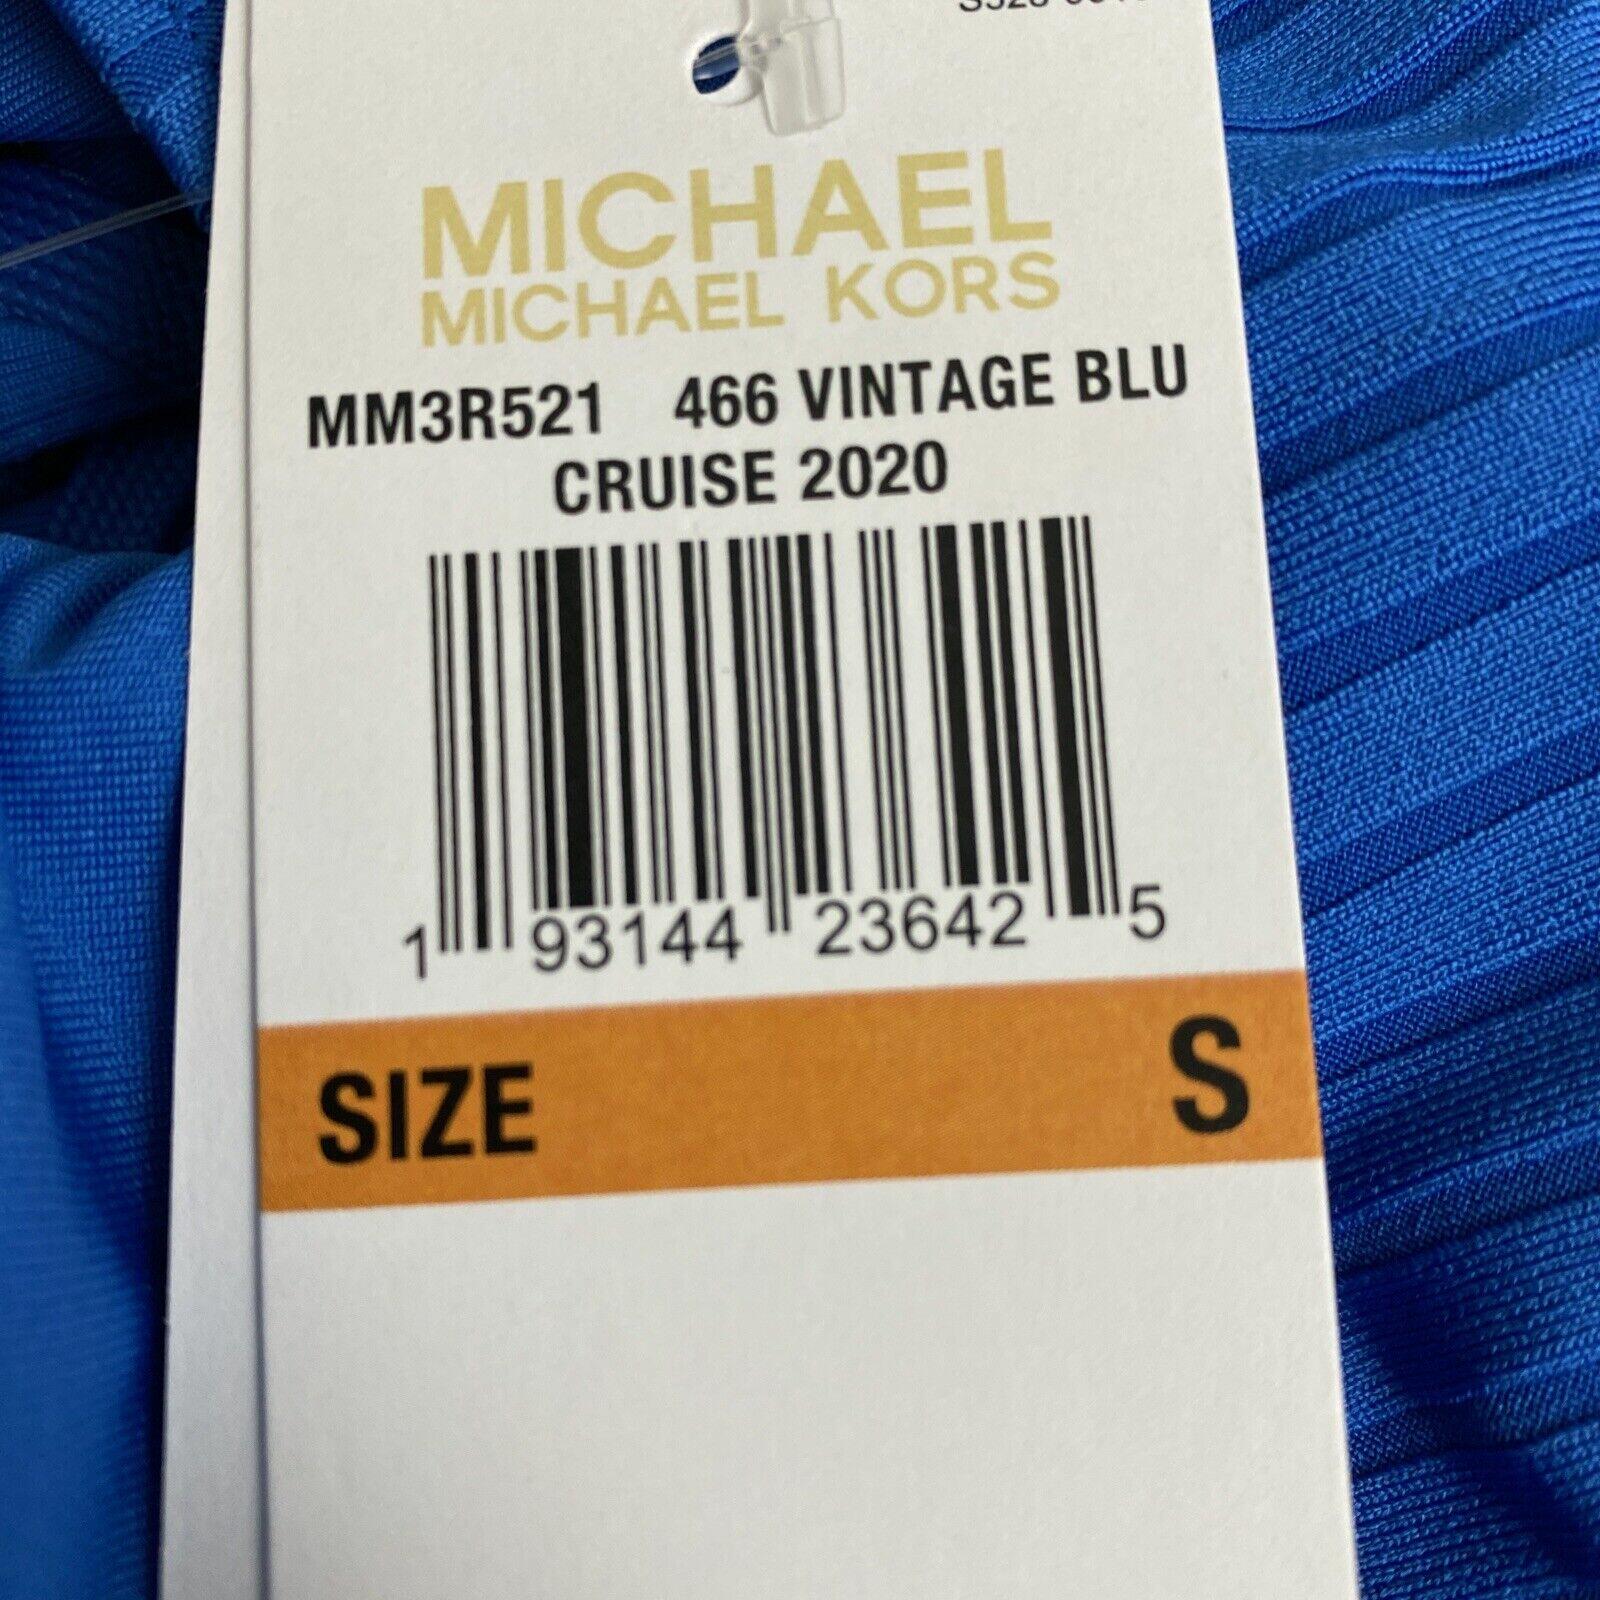 MICHAEL
MICHAEL KORS
MM3R521 466 VINTAGE BLU
CRUISE 2020
1 93144 23642 5
SIZE S